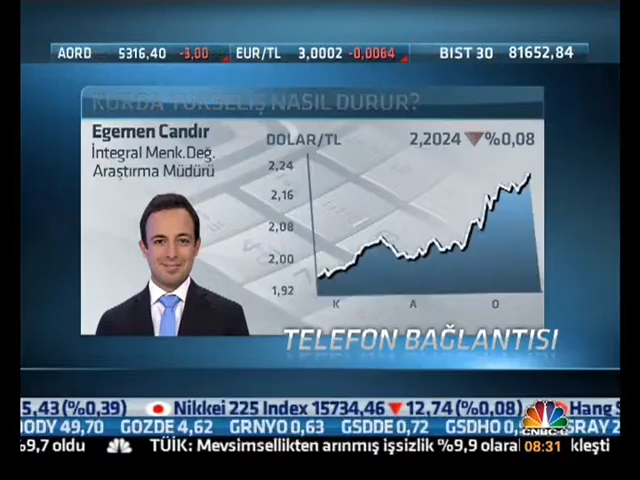 AORD 5316,40 -3,00 EUR/TL 3,0002 -0,0064 BIST 30 81652,84
KURDA YÜKSELİŞ NASIL DURUR?
Egemen Candır
İntegral Menk.Değ.
Araştırma Müdürü
DOLAR/TL 2,2024 %0,08
2,24
2,16
2,08
2,00
1,92
K A O
TELEFON BAĞLANTISI
5,43 (%0,39) Nikkei 225 Index 15734,46 12,74 (%0,08) Hang S
OODY 49,70 GOZDE 4,62 GRNYO 0,63 GSDDE 0,72 GSDHO 0, SRAY 2
CNBC-e
%9,7 oldu TÜİK: Mevsimsellikten arınmış işsizlik %9,9 olara 08:31 kleşti